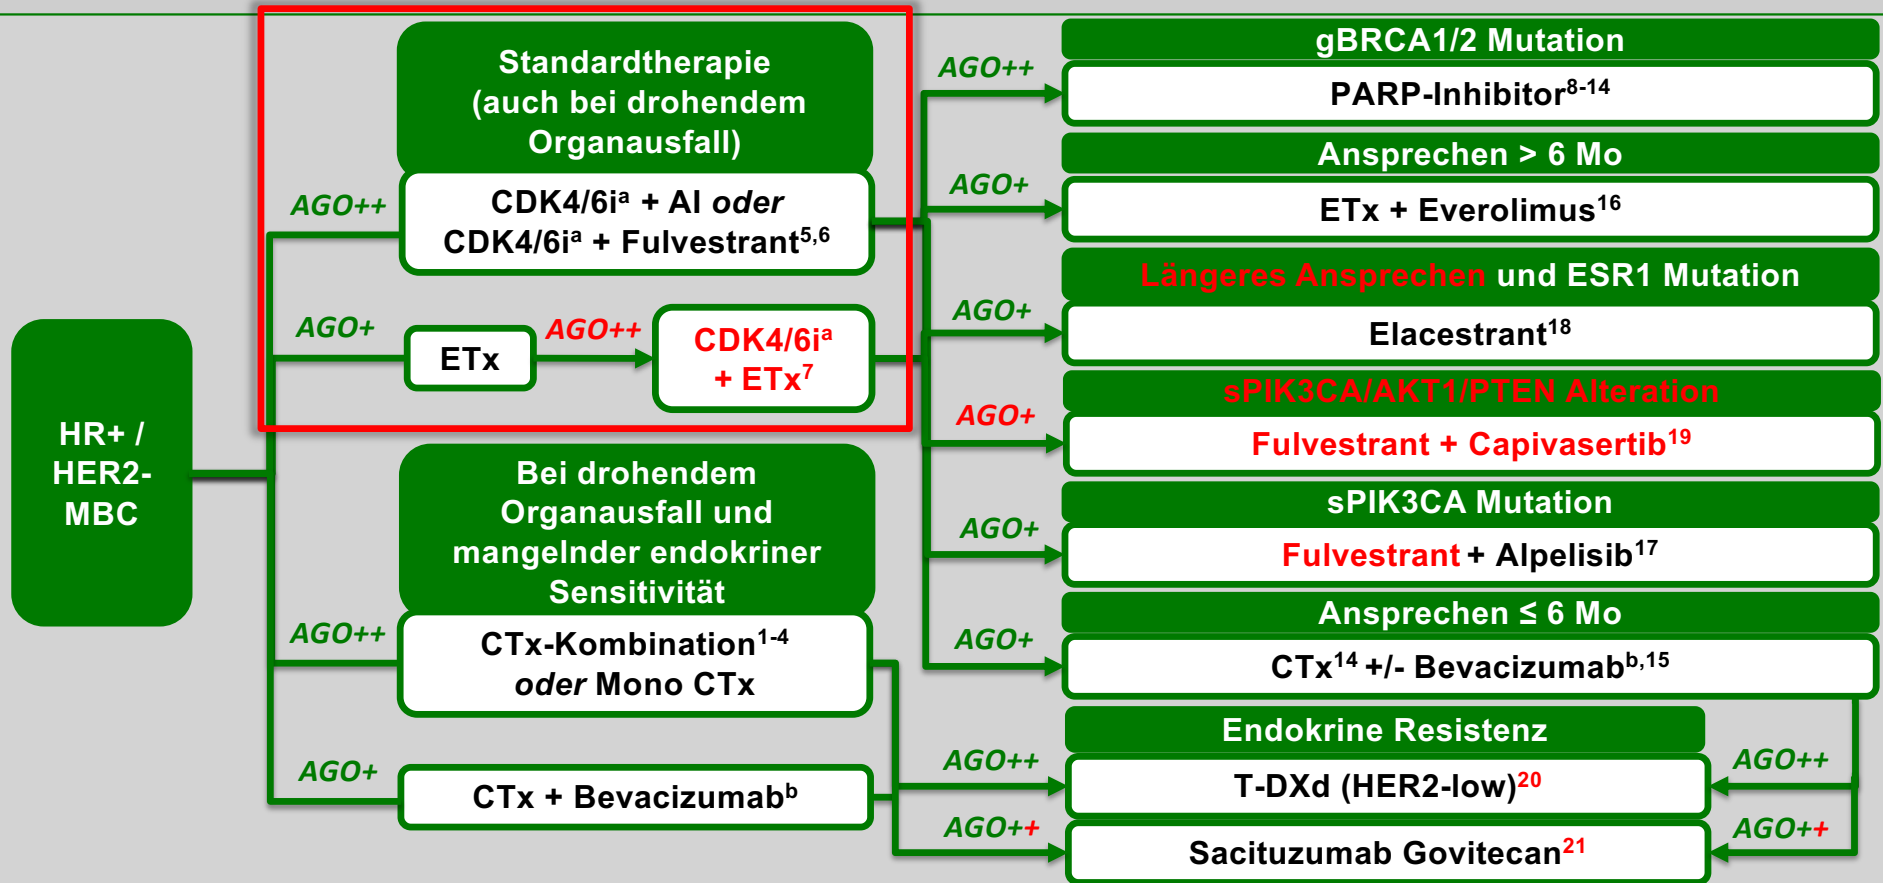 HR+ /
HER2-
MBC
AGO++
Standardtherapie
(auch bei drohendem
Organausfall)
CDK4/6iᵃ + AI oder
CDK4/6iᵃ + Fulvestrant⁵,⁶
AGO+
ETx
AGO++
CDK4/6iᵃ
+ ETx⁷
Bei drohendem
Organausfall und
mangelnder endokriner
Sensitivität
AGO++
CTx-Kombination¹⁻⁴
oder Mono CTx
AGO+
CTx + Bevacizumabᵇ
gBRCA1/2 Mutation
AGO++
PARP-Inhibitor⁸⁻¹⁴
Ansprechen > 6 Mo
AGO+
ETx + Everolimus¹⁶
Längeres Ansprechen und ESR1 Mutation
AGO+
Elacestrant¹⁸
sPIK3CA/AKT1/PTEN Alteration
AGO+
Fulvestrant + Capivasertib¹⁹
sPIK3CA Mutation
AGO+
Fulvestrant + Alpelisib¹⁷
Ansprechen ≤ 6 Mo
AGO+
CTx¹⁴ +/- Bevacizumabᵇ,¹⁵
Endokrine Resistenz
AGO++
T-DXd (HER2-low)²⁰
AGO++
AGO++
Sacituzumab Govitecan²¹
AGO++